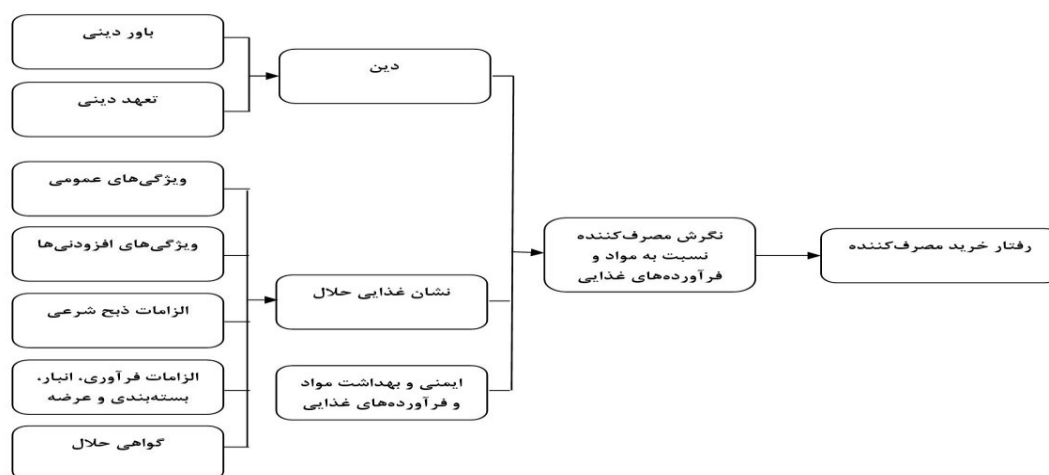 باور دینی
تعهد دینی
دین
ویژگی‌های عمومی
ویژگی‌های افزودنی‌ها
الزامات ذبح شرعی
الزامات فرآوری، انبار،
بسته‌بندی و عرضه
گواهی حلال
نشان غذایی حلال
ایمنی و بهداشت مواد
و فرآورده‌های غذایی
نگرش مصرف‌کننده
نسبت به مواد و
فرآورده‌های غذایی
رفتار خرید مصرف‌کننده